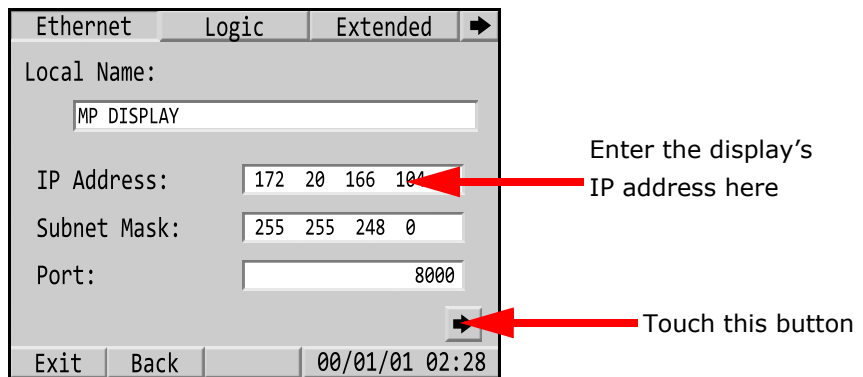 Ethernet Logic Extended
Local Name:
MP DISPLAY
IP Address: 172 20 166 104
Enter the display's
IP address here
Subnet Mask: 255 255 248 0
Port: 8000
Touch this button
Exit Back 00/01/01 02:28